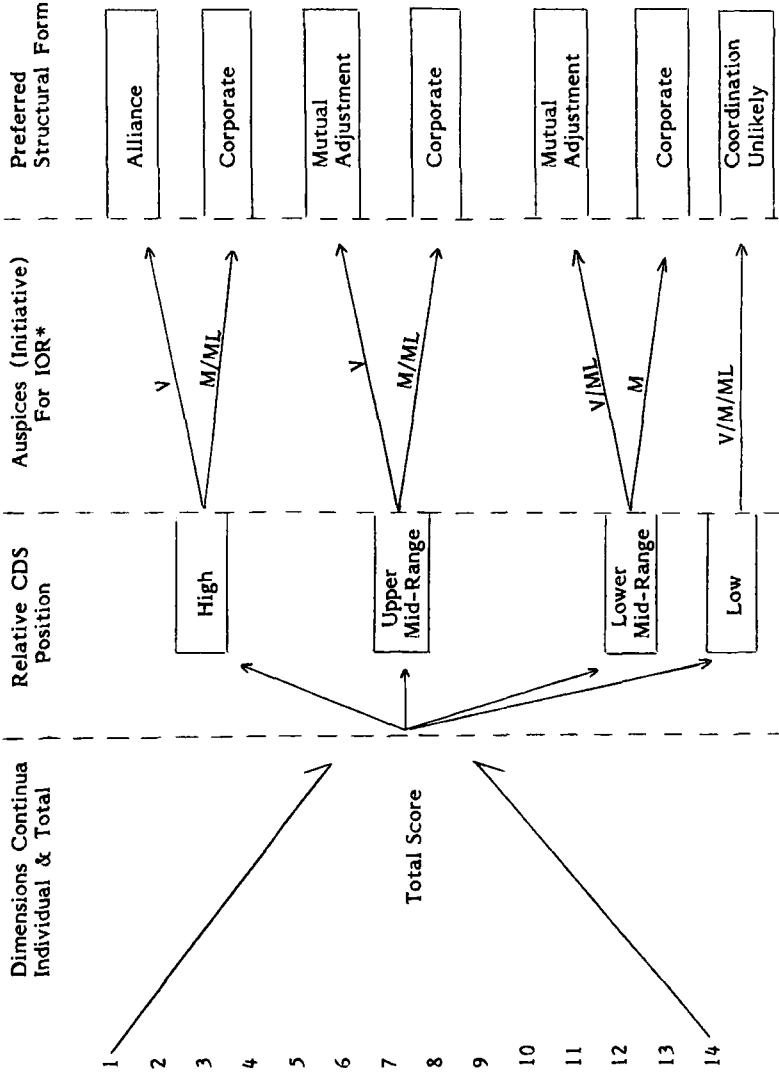 Dimensions Continua
Individual & Total
Relative CDS
Position
Auspices (Initiative)
For IOR*
Preferred
Structural Form
1
2
3
4
5
6
7
8
9
10
11
12
13
14
Total Score
High
Upper
Mid-Range
Lower
Mid-Range
Low
V
M/ML
V
M/ML
V/ML
M
V/M/ML
Alliance
Corporate
Mutual
Adjustment
Corporate
Mutual
Adjustment
Corporate
Coordination
Unlikely